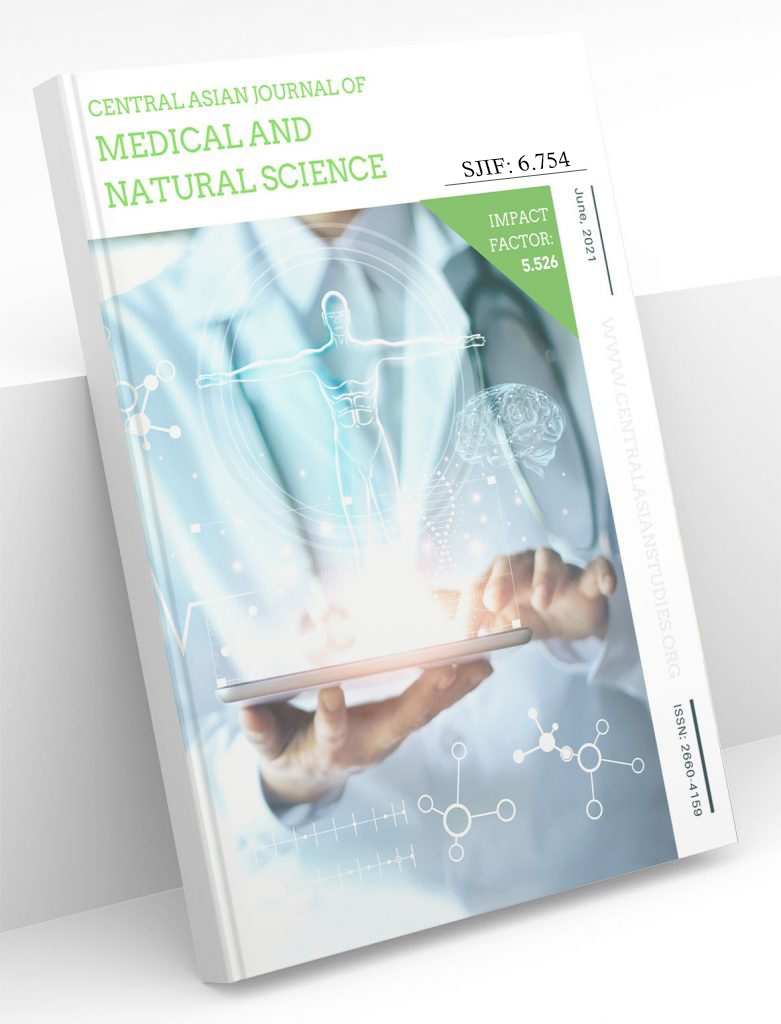 CENTRAL ASIAN JOURNAL OF
MEDICAL AND
NATURAL SCIENCE
SJIF: 6.754
IMPACT
FACTOR:
5.526
June, 2021
WWW.CENTRALASIANSTUDIES.ORG
ISSN: 2660-4159